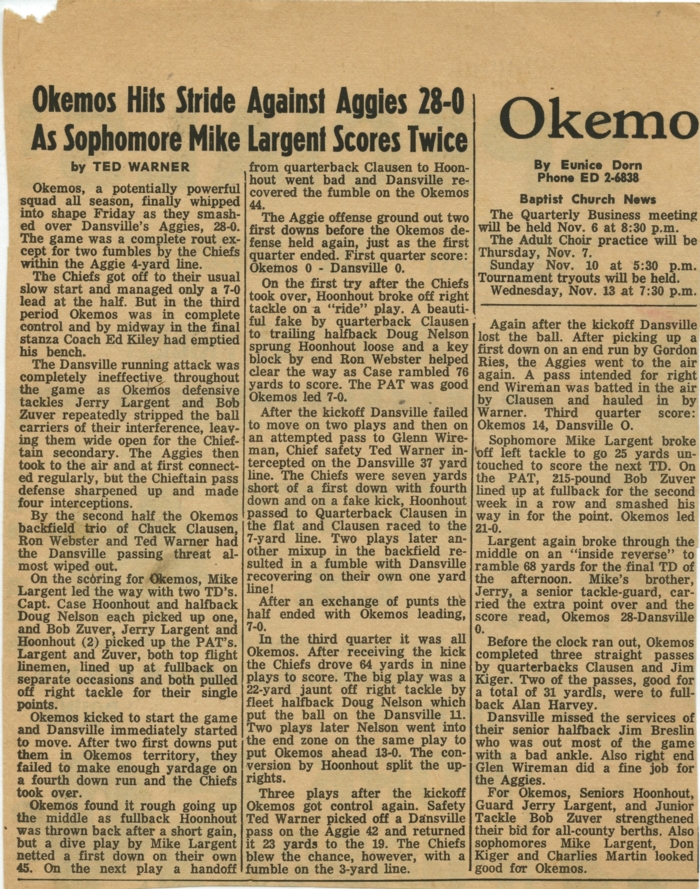 Okemos Hits Stride Against Aggies 28-0
As Sophomore Mike Largent Scores Twice
by TED WARNER
Okemos, a potentially powerful
squad all season, finally whipped
into shape Friday as they smash-
ed over Dansville's Aggies, 28-0.
The game was a complete rout ex-
cept for two fumbles by the Chiefs
within the Aggie 4-yard line.
The Chiefs got off to their usual
slow start and managed only a 7-0
lead at the half. But in the third
period Okemos was in complete
control and by midway in the final
stanza Coach Ed Kiley had emptied
his bench.
The Dansville running attack was
completely ineffective throughout
the game as Okemos defensive
tackles Jerry Largent and Bob
Zuver repeatedly stripped the ball
carriers of their interference, leav-
ing them wide open for the Chief-
tain secondary. The Aggies then
took to the air and at first connect-
ed regularly, but the Chieftain pass
defense sharpened up and made
four interceptions.
By the second half the Okemos
backfield trio of Chuck Clausen,
Ron Webster and Ted Warner had
the Dansville passing threat al-
most wiped out.
On the scoring for Okemos, Mike
Largent led the way with two TD's.
Capt. Case Hoonhout and halfback
Doug Nelson each picked up one,
and Bob Zuver, Jerry Largent and
Hoonhout (2) picked up the PAT's.
Largent and Zuver, both top flight
linemen, lined up at fullback on
separate occasions and both pulled
off right tackle for their single
points.
Okemos kicked to start the game
and Dansville immediately started
to move. After two first downs put
them in Okemos territory, they
failed to make enough yardage on
a fourth down run and the Chiefs
took over.
Okemos found it rough going up
the middle as fullback Hoonhout
was thrown back after a short gain,
but a dive play by Mike Largent
netted a first down on their own
45. On the next play a handoff
from quarterback Clausen to Hoon-
hout went bad and Dansville re-
covered the fumble on the Okemos
44.
The Aggie offense ground out two
first downs before the Okemos de-
fense held again, just as the first
quarter ended. First quarter score:
Okemos 0 - Dansville 0.
On the first try after the Chiefs
took over, Hoonhout broke off right
tackle on a "ride" play. A beauti-
ful fake by quarterback Clausen
to trailing halfback Doug Nelson
sprung Hoonhout loose and a key
block by end Ron Webster helped
clear the way as Case rambled 76
yards to score. The PAT was good
Okemos led 7-0.
After the kickoff Dansville failed
to move on two plays and then on
an attempted pass to Glenn Wire-
man, Chief safety Ted Warner in-
tercepted on the Dansville 37 yard
line. The Chiefs were seven yards
short of a first down with fourth
down and on a fake kick, Hoonhout
passed to Quarterback Clausen in
the flat and Clausen raced to the
7-yard line. Two plays later an-
other mixup in the backfield re-
sulted in a fumble with Dansville
recovering on their own one yard
line!
After an exchange of punts the
half ended with Okemos leading,
7-0.
In the third quarter it was all
Okemos. After receiving the kick
the Chiefs drove 64 yards in nine
plays to score. The big play was a
22-yard jaunt off right tackle by
fleet halfback Doug Nelson which
put the ball on the Dansville 11.
Two plays later Nelson went into
the end zone on the same play to
put Okemos ahead 13-0. The con-
version by Hoonhout split the up-
rights.
Three plays after the kickoff
Okemos got control again. Safety
Ted Warner picked off a Dansville
pass on the Aggie 42 and returned
it 23 yards to the 19. The Chiefs
blew the chance, however, with a
fumble on the 3-yard line.
Okemo
By Eunice Dorn
Phone ED 2-6838
Baptist Church News
The Quarterly Business meeting
will be held Nov. 6 at 8:30 p.m.
The Adult Choir practice will be
Thursday, Nov. 7.
Sunday Nov. 10 at 5:30 p.m.
Tournament tryouts will be held.
Wednesday, Nov. 13 at 7:30 p.m.
Again after the kickoff Dansville
lost the ball. After picking up a
first down on an end run by Gordon
Ries, the Aggies went to the air
again. A pass intended for right
end Wireman was batted in the air
by Clausen and hauled in by
Warner. Third quarter score:
Okemos 14, Dansville O.
Sophomore Mike Largent broke
off left tackle to go 25 yards un-
touched to score the next TD. On
the PAT, 215-pound Bob Zuver
lined up at fullback for the second
week in a row and smashed his
way in for the point. Okemos led
21-0.
Largent again broke through the
middle on an "inside reverse" to
ramble 68 yards for the final TD of
the afternoon. Mike's brother,
Jerry, a senior tackle-guard, car-
ried the extra point over and the
score read, Okemos 28-Dansville
0.
Before the clock ran out, Okemos
completed three straight passes
by quarterbacks Clausen and Jim
Kiger. Two of the passes, good for
a total of 31 yardls, were to full-
back Alan Harvey.
Dansville missed the services of
their senior halfback Jim Breslin
who was out most of the game
with a bad ankle. Also right end
Glen Wireman did a fine job for
the Aggies.
For Okemos, Seniors Hoonhout,
Guard Jerry Largent, and Junior
Tackle Bob Zuver strengthened
their bid for all-county berths. Also
sophomores Mike Largent, Don
Kiger and Charlies Martin looked
good for Okemos.